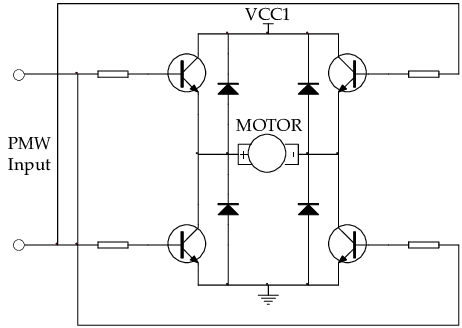 VCC1
MOTOR
+ -
PMW
Input